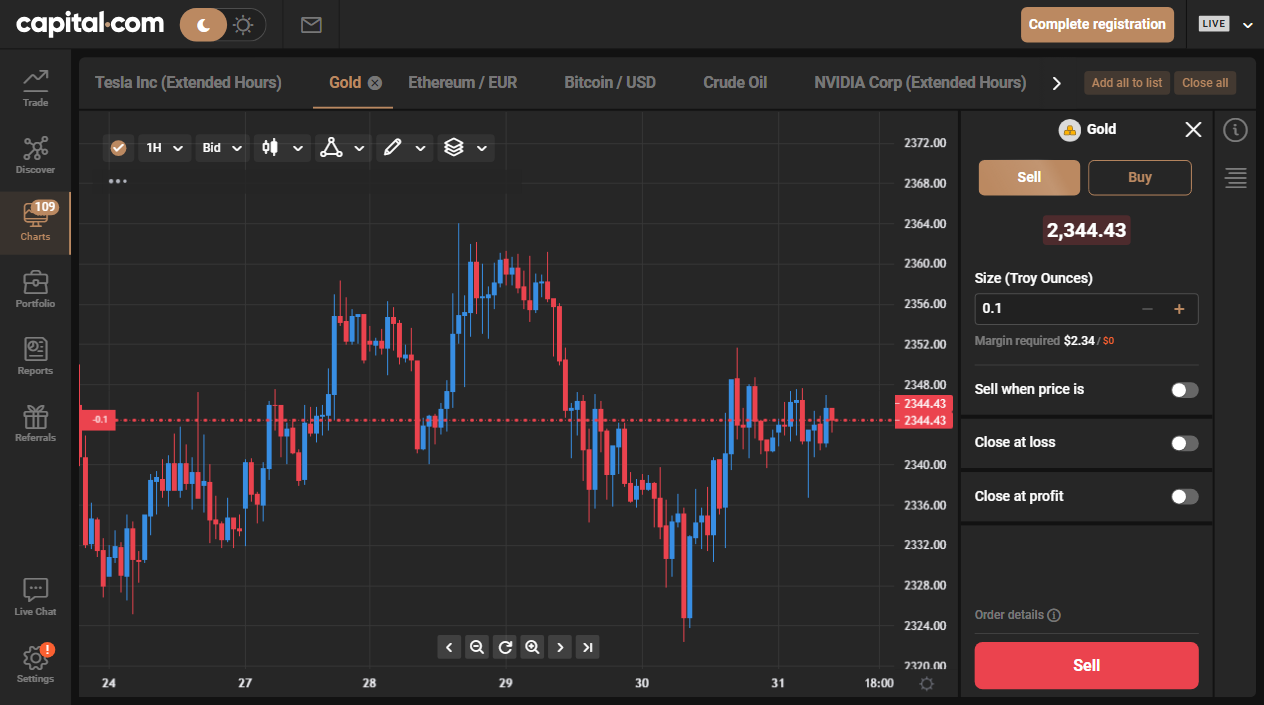 capital.com
Complete registration
LIVE
Trade
Discover
109
Charts
Portfolio
Reports
Referrals
Live Chat
!
Settings
Tesla Inc (Extended Hours)
Gold
Ethereum / EUR
Bitcoin / USD
Crude Oil
NVIDIA Corp (Extended Hours)
Add all to list
Close all
1H
Bid
-0.1
2372.00
2368.00
2364.00
2360.00
2356.00
2352.00
2348.00
2344.43
2344.43
2340.00
2336.00
2332.00
2328.00
2324.00
2320.00
24
27
28
29
30
31
18:00
Gold
Sell
Buy
2,344.43
Size (Troy Ounces)
0.1
Margin required $2.34 / $0
Sell when price is
Close at loss
Close at profit
Order details
Sell